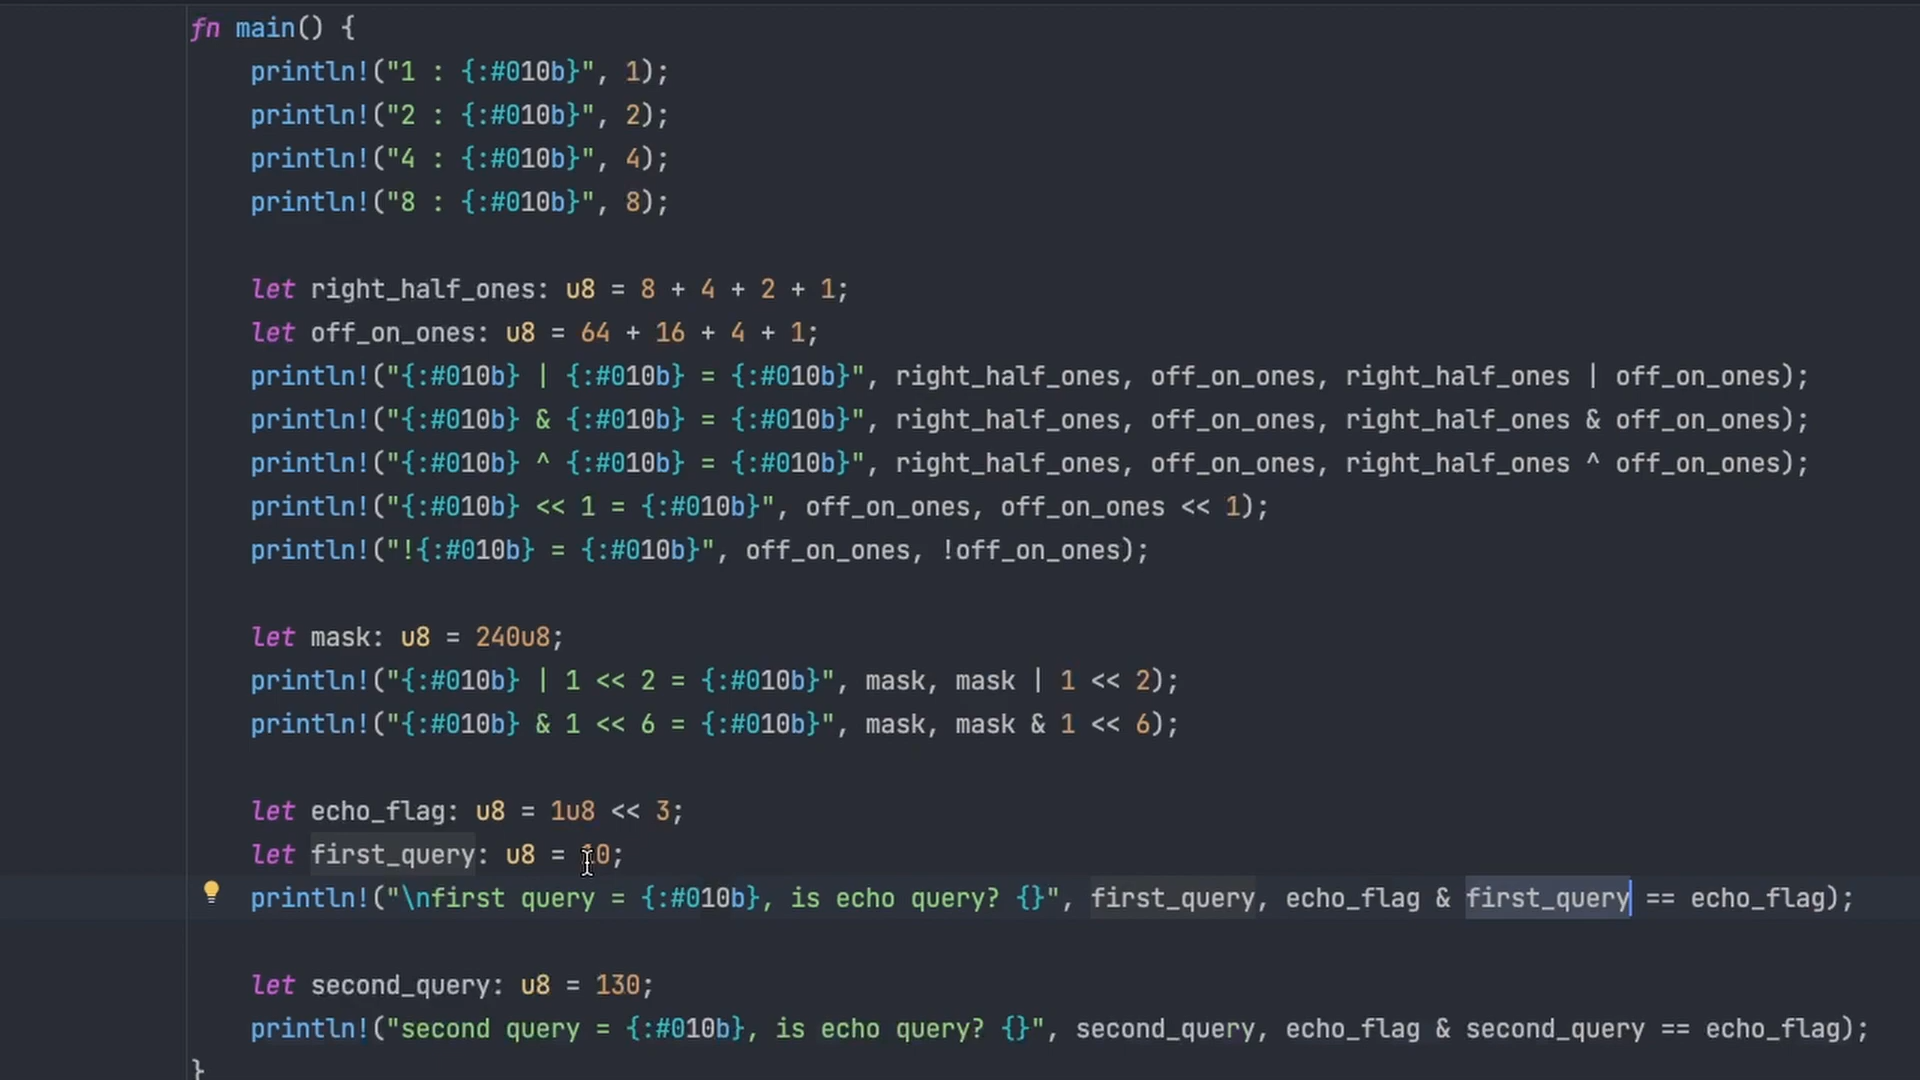 fn main() {
    println!("1 : {:#010b}", 1);
    println!("2 : {:#010b}", 2);
    println!("4 : {:#010b}", 4);
    println!("8 : {:#010b}", 8);
    let right_half_ones: u8 = 8 + 4 + 2 + 1;
    let off_on_ones: u8 = 64 + 16 + 4 + 1;
    println!("{:#010b} | {:#010b} = {:#010b}", right_half_ones, off_on_ones, right_half_ones | off_on_ones);
    println!("{:#010b} & {:#010b} = {:#010b}", right_half_ones, off_on_ones, right_half_ones & off_on_ones);
    println!("{:#010b} ^ {:#010b} = {:#010b}", right_half_ones, off_on_ones, right_half_ones ^ off_on_ones);
    println!("{:#010b} << 1 = {:#010b}", off_on_ones, off_on_ones << 1);
    println!("!{:#010b} = {:#010b}", off_on_ones, !off_on_ones);
    let mask: u8 = 240u8;
    println!("{:#010b} | 1 << 2 = {:#010b}", mask, mask | 1 << 2);
    println!("{:#010b} & 1 << 6 = {:#010b}", mask, mask & 1 << 6);
    let echo_flag: u8 = 1u8 << 3;
    let first_query: u8 = 10;
    println!("\nfirst query = {:#010b}, is echo query? {}", first_query, echo_flag & first_query == echo_flag);
    let second_query: u8 = 130;
    println!("second query = {:#010b}, is echo query? {}", second_query, echo_flag & second_query == echo_flag);
}